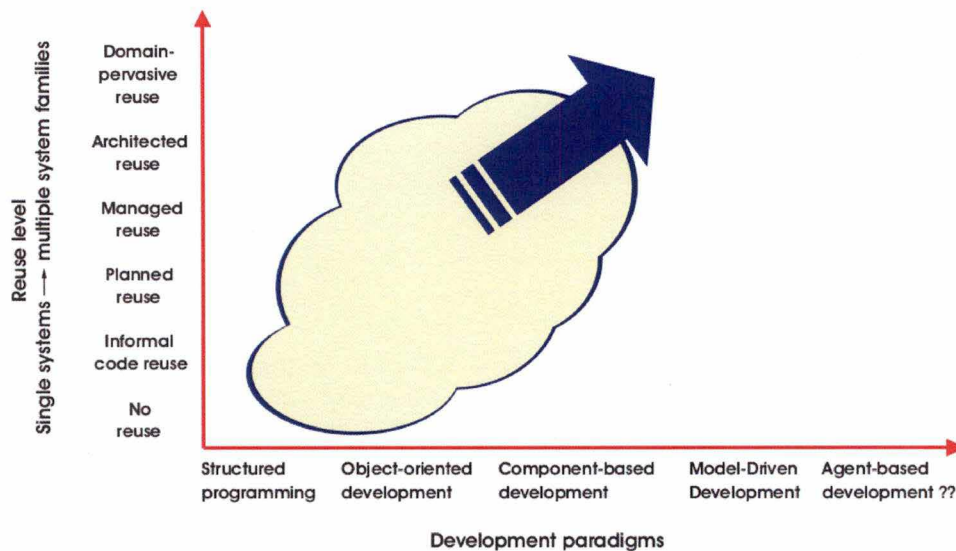 Domain-
pervasive
reuse
Architected
reuse
Managed
reuse
Planned
reuse
Informal
code reuse
No
reuse
Reuse level
Single systems → multiple system families
Structured
programming
Object-oriented
development
Component-based
development
Model-Driven
Development
Agent-based
development ??
Development paradigms